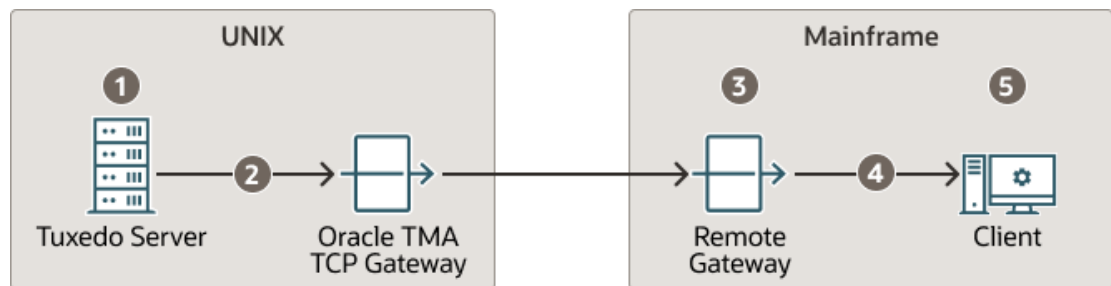 UNIX
Mainframe
1
3
5
2
4
Tuxedo Server
Oracle TMA
TCP Gateway
Remote
Gateway
Client